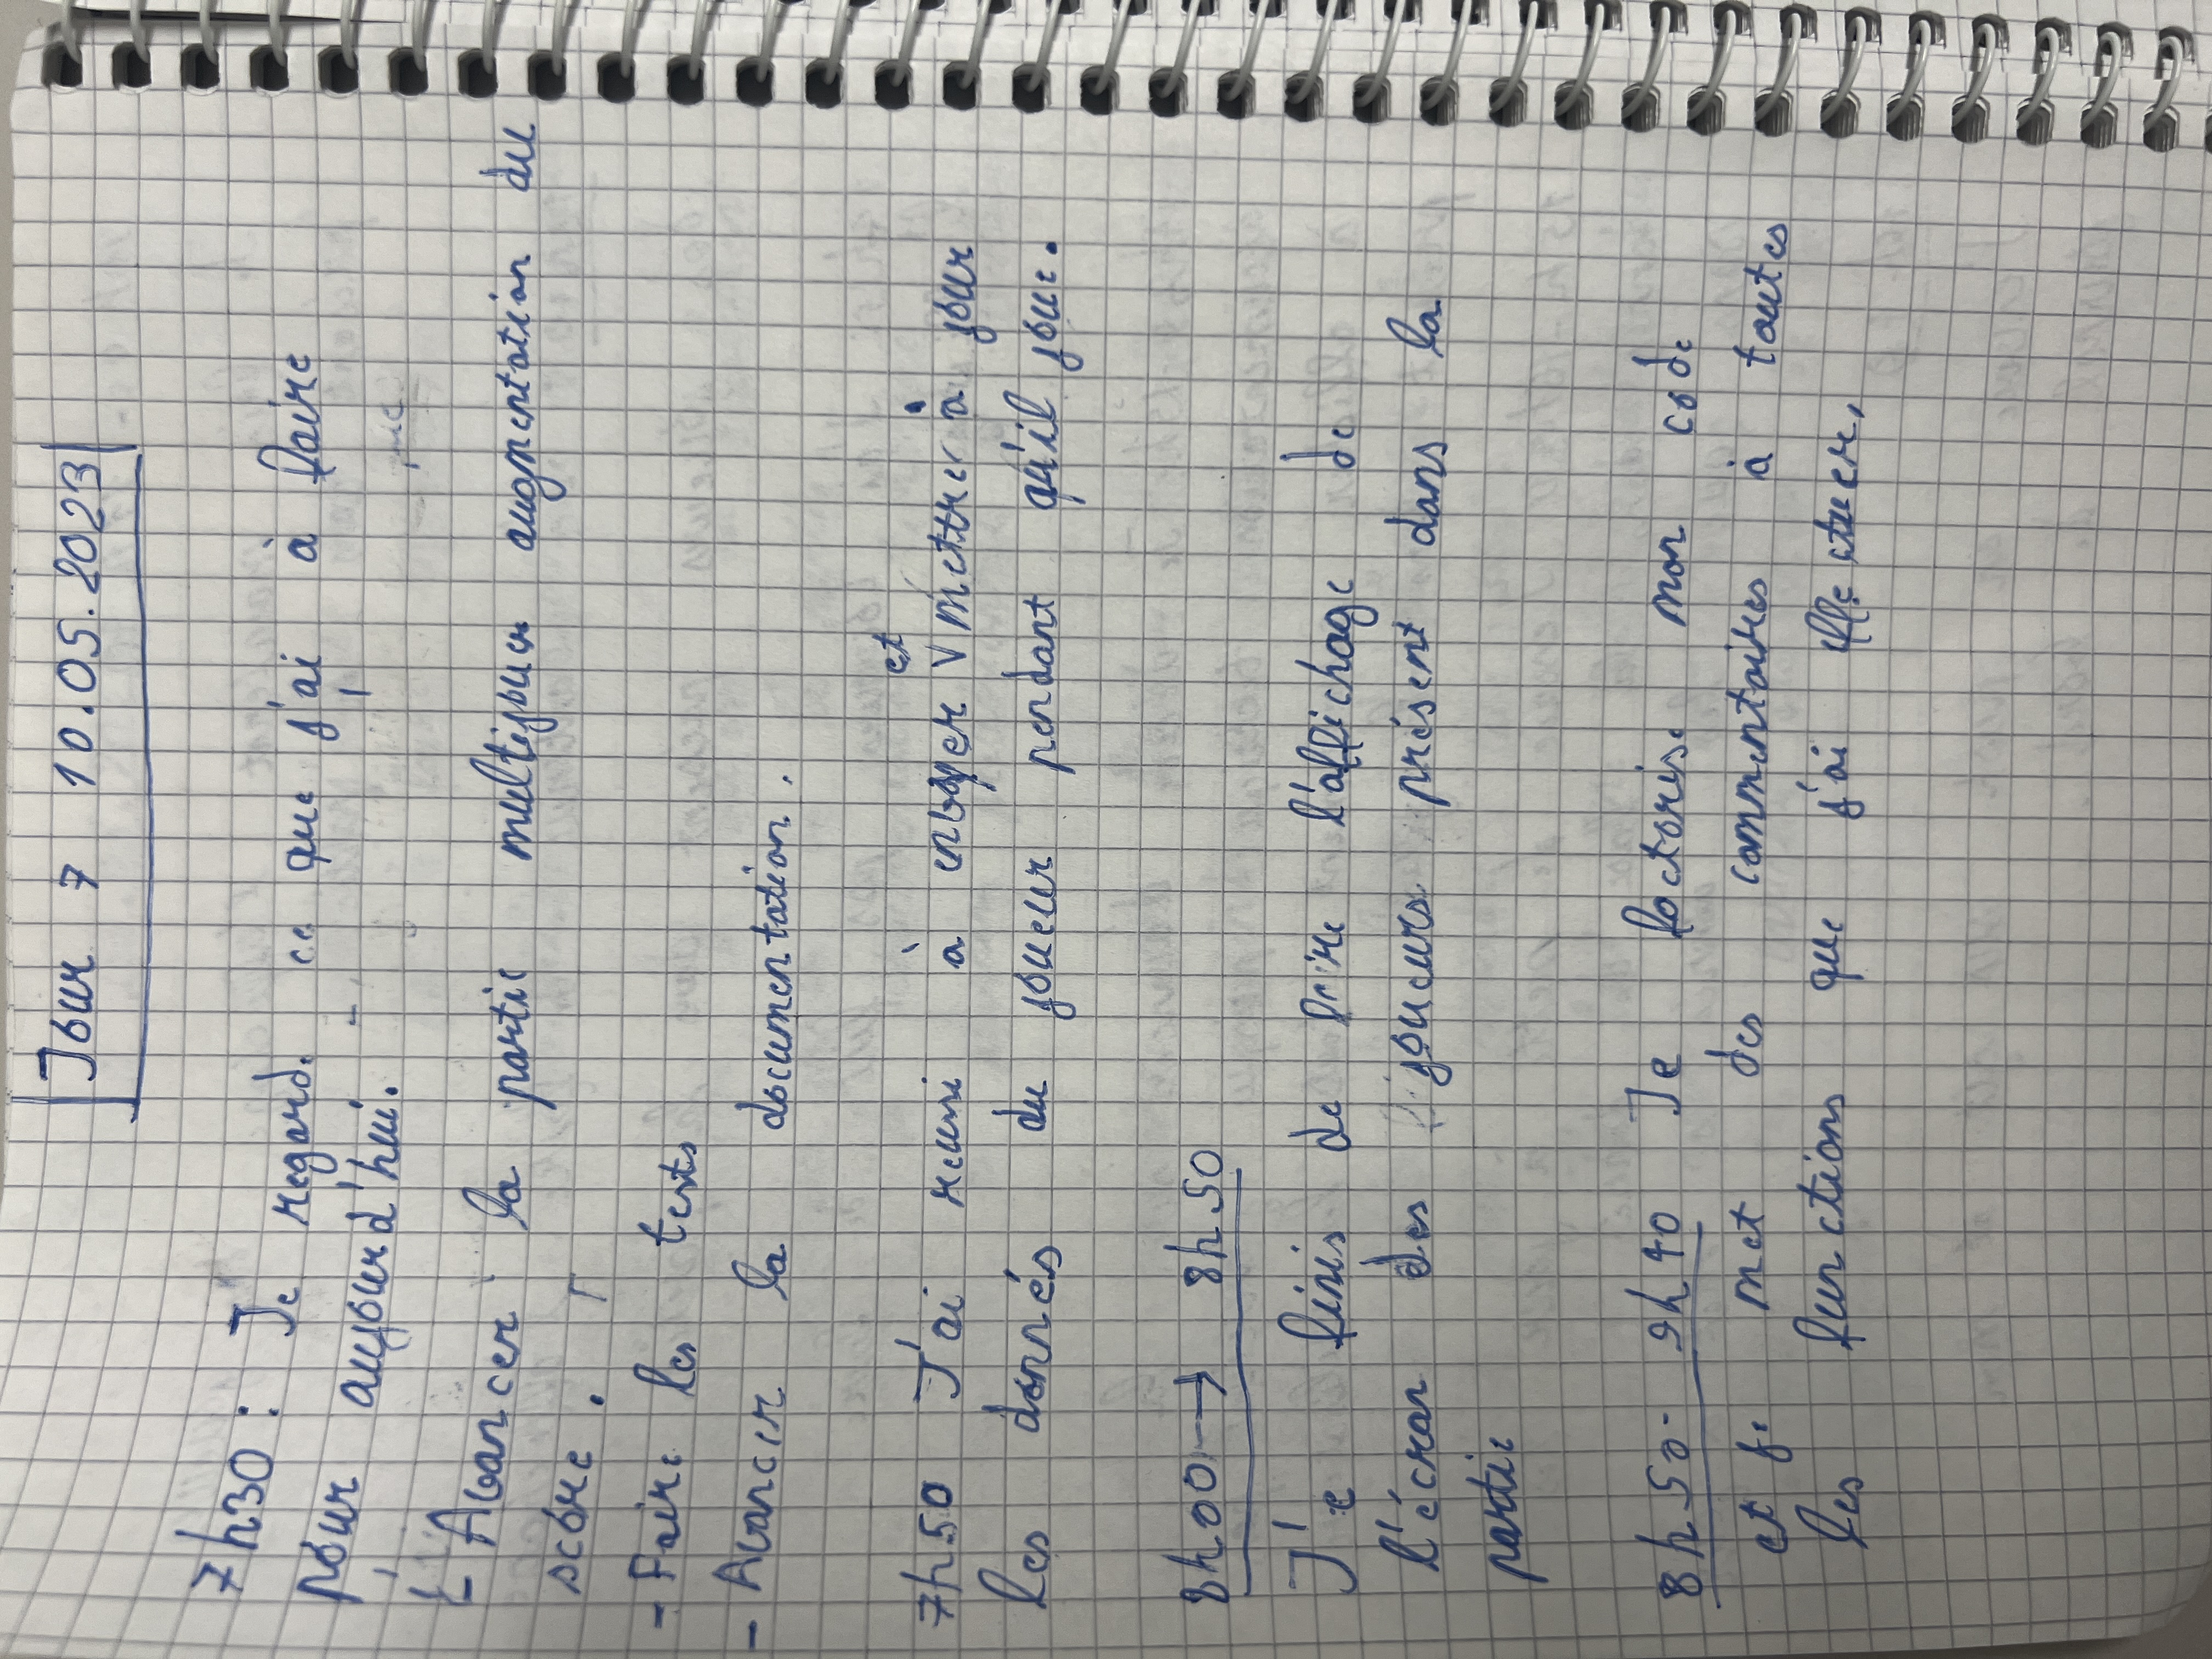 Jour 7 10.05.2023
7h30 : Je regarde ce que j'ai à faire
pour aujourd'hui.
- Avancer la partie multijoueur augmentation du
score.
- Faire les tests
- Avancer la documentation.
et
7h50 J'ai reussi à envoyer V mettre à jour
les donnés du joueur pendant qu'il joue.
8h00 → 8h50
J'e finis de faire l'affichage de
l'écran des joueurs présent dans la
partie
8h50 - 9h40 Je factorise mon code
et je met des commentaires à toutes
les functions que j'ai effectuer.